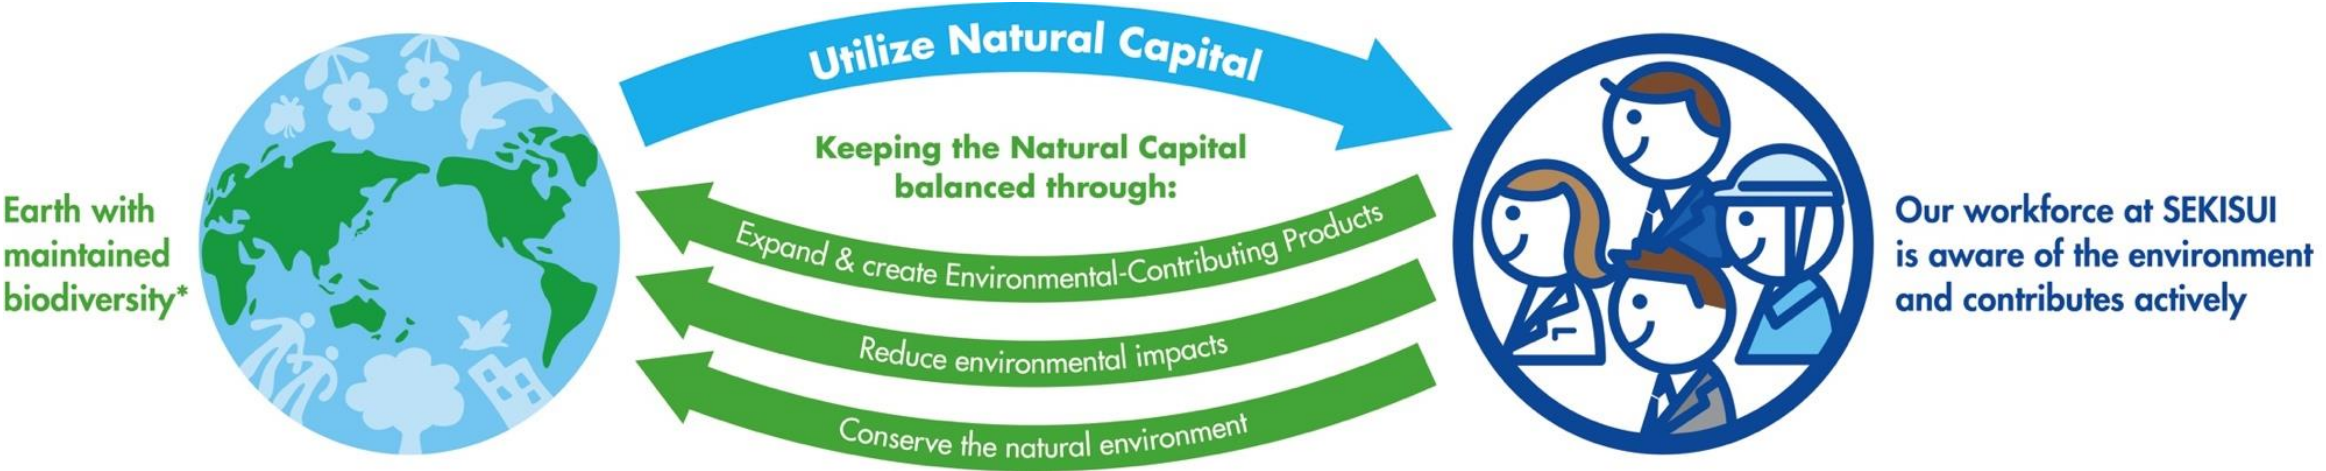 Earth with
maintained
biodiversity*
Utilize Natural Capital
Keeping the Natural Capital
balanced through:
Expand & create Environmental-Contributing Products
Reduce environmental impacts
Conserve the natural environment
Our workforce at SEKISUI
is aware of the environment
and contributes actively